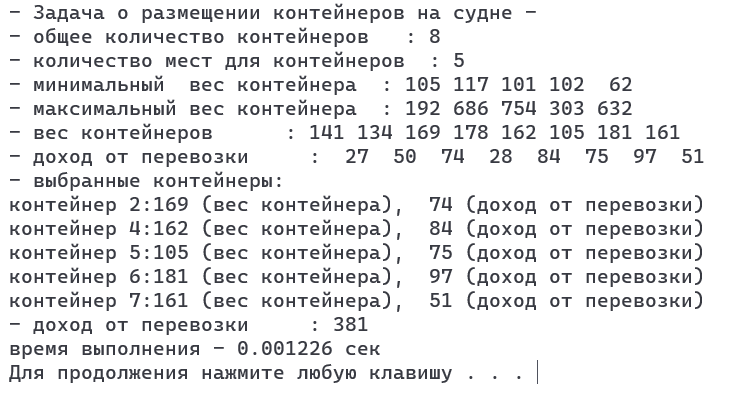 – Задача о размещении контейнеров на судне –
– общее количество контейнеров   : 8
– количество мест для контейнеров  : 5
– минимальный  вес контейнера  : 105 117 101 102  62
– максимальный вес контейнера  : 192 686 754 303 632
– вес контейнеров      : 141 134 169 178 162 105 181 161
– доход от перевозки     :  27  50  74  28  84  75  97  51
– выбранные контейнеры:
контейнер 2:169 (вес контейнера),  74 (доход от перевозки)
контейнер 4:162 (вес контейнера),  84 (доход от перевозки)
контейнер 5:105 (вес контейнера),  75 (доход от перевозки)
контейнер 6:181 (вес контейнера),  97 (доход от перевозки)
контейнер 7:161 (вес контейнера),  51 (доход от перевозки)
– доход от перевозки     : 381
время выполнения – 0.001226 сек
Для продолжения нажмите любую клавишу . . .